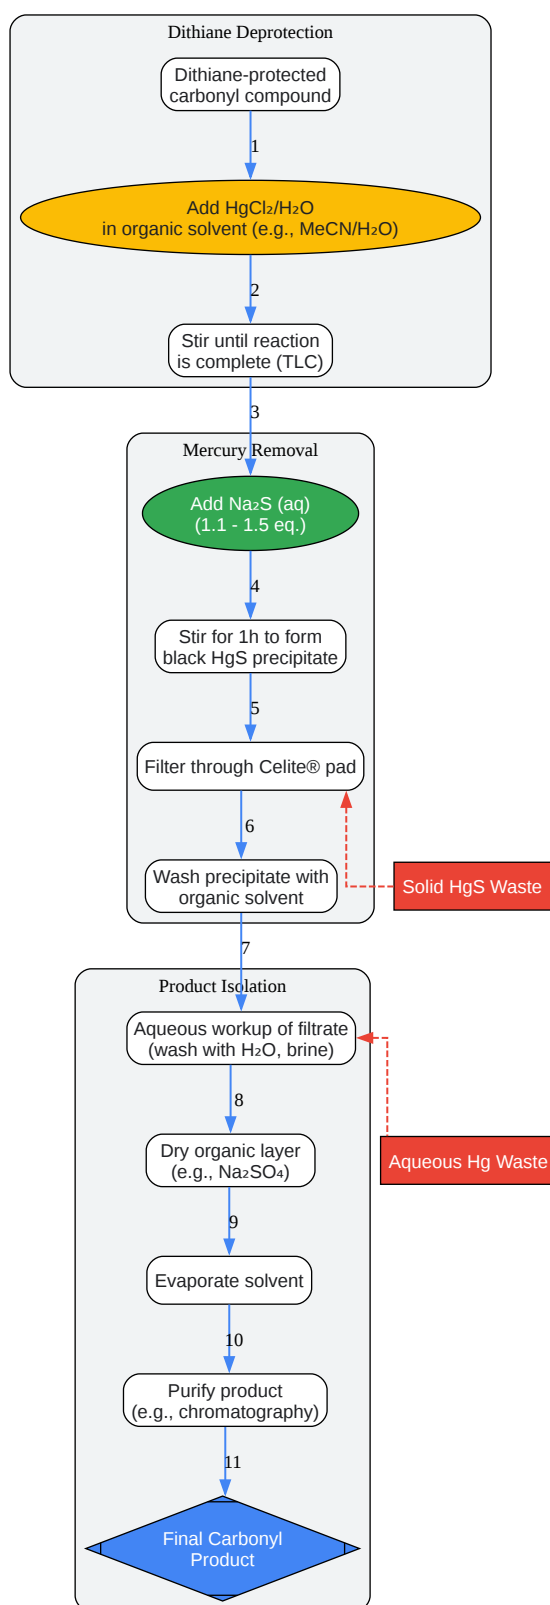 Dithiane Deprotection
Dithiane-protected
carbonyl compound
1
Add HgCl₂/H₂O
in organic solvent (e.g., MeCN/H₂O)
2
Stir until reaction
is complete (TLC)
3
Mercury Removal
Add Na₂S (aq)
(1.1 - 1.5 eq.)
4
Stir for 1h to form
black HgS precipitate
5
Filter through Celite® pad
6
Wash precipitate with
organic solvent
Solid HgS Waste
7
Product Isolation
Aqueous workup of filtrate
(wash with H₂O, brine)
8
Dry organic layer
(e.g., Na₂SO₄)
Aqueous Hg Waste
9
Evaporate solvent
10
Purify product
(e.g., chromatography)
11
Final Carbonyl
Product